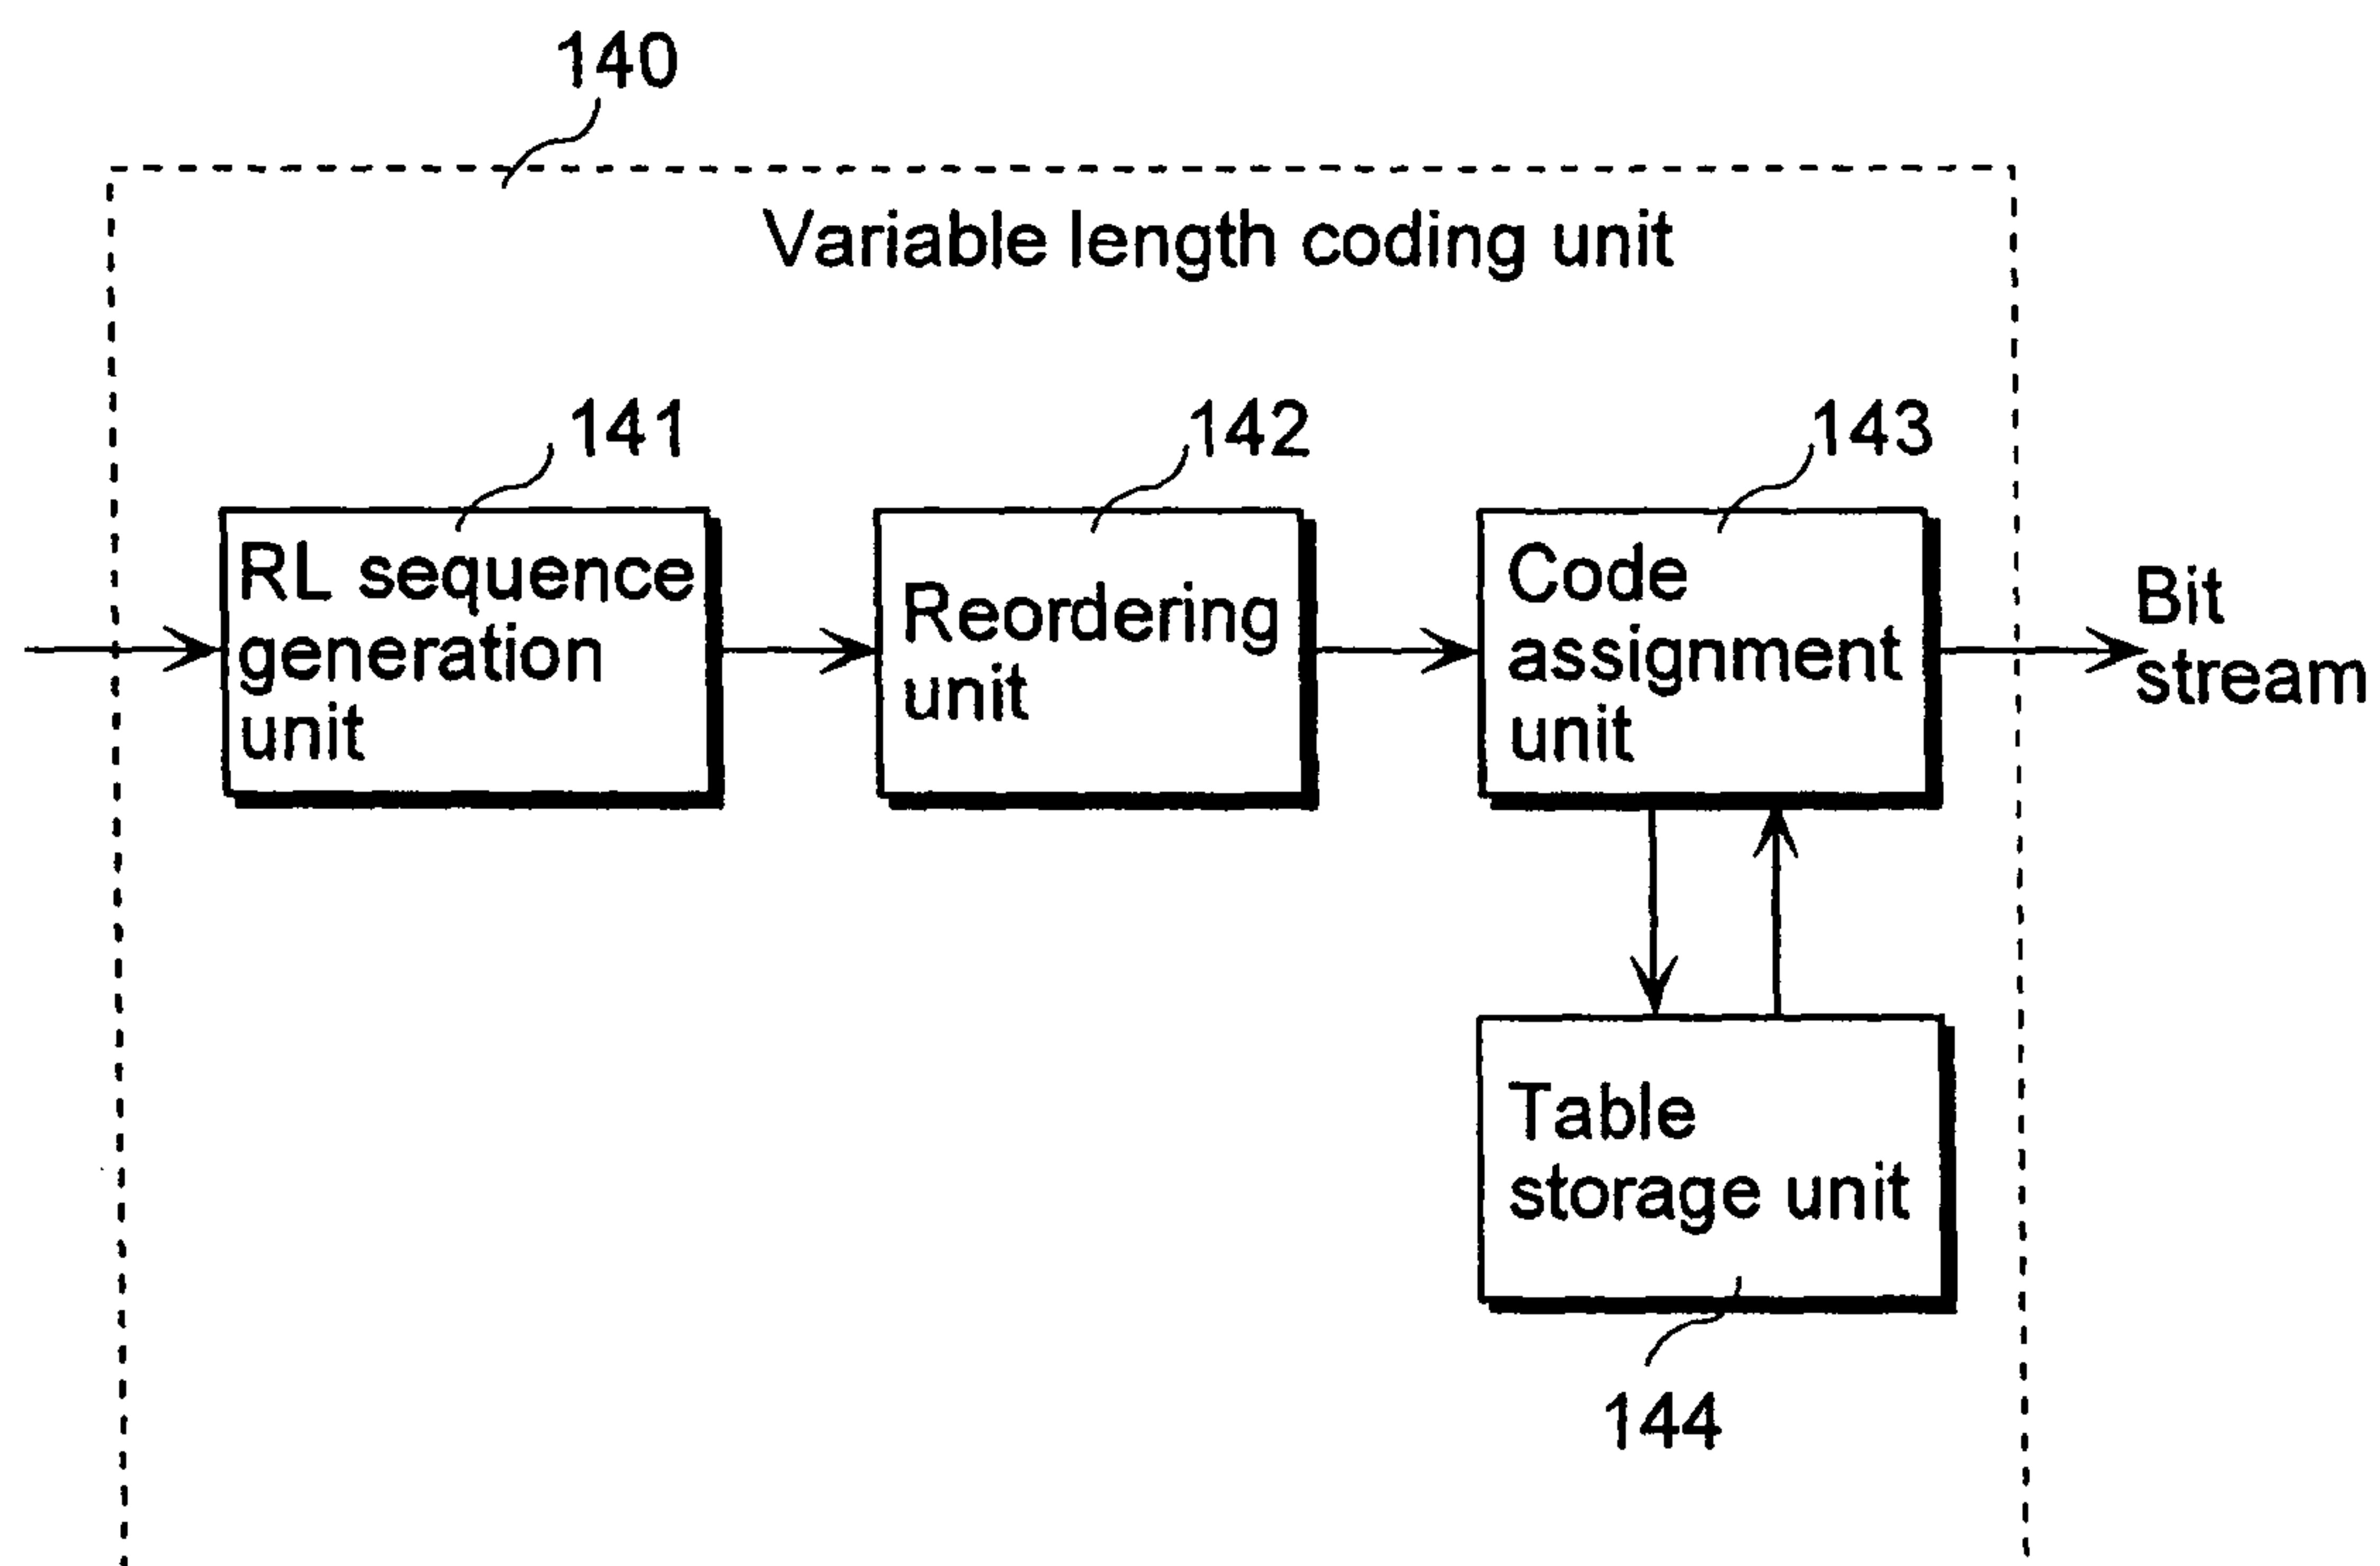 140
Variable length coding unit
141
142
143
RL sequence
generation
unit
Reordering
unit
Code
assignment
unit
Bit
stream
Table
storage unit
144